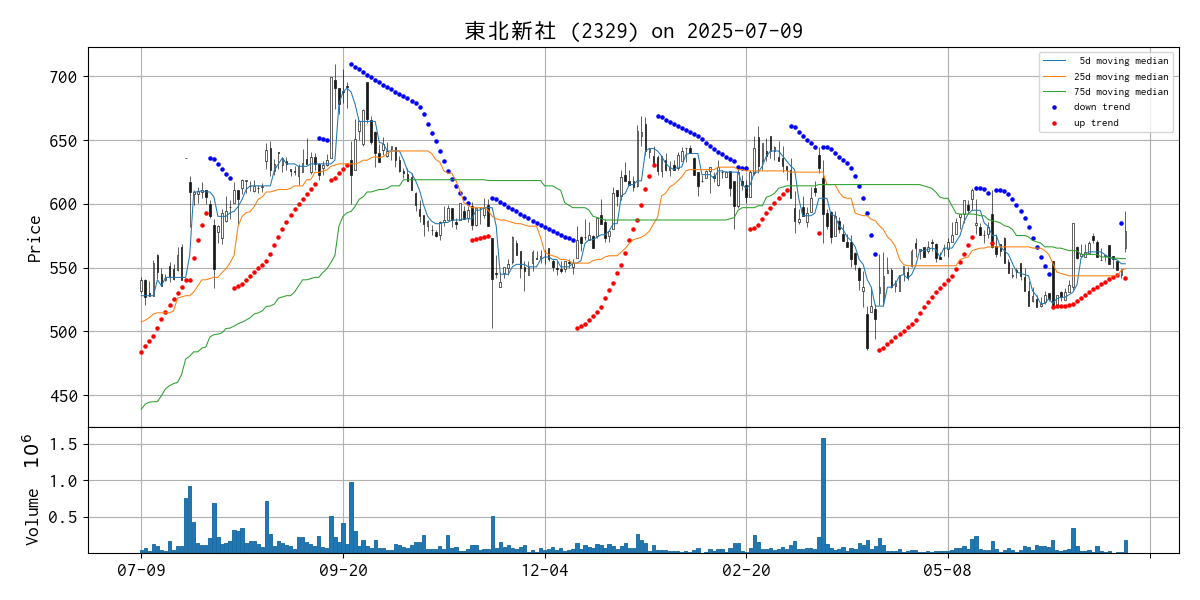 東北新社 (2329) on 2025-07-09
700
650
600
550
500
450
Price
5d moving median
25d moving median
75d moving median
down trend
up trend
1.5
1.0
0.5
Volume 10⁶
07-09
09-20
12-04
02-20
05-08